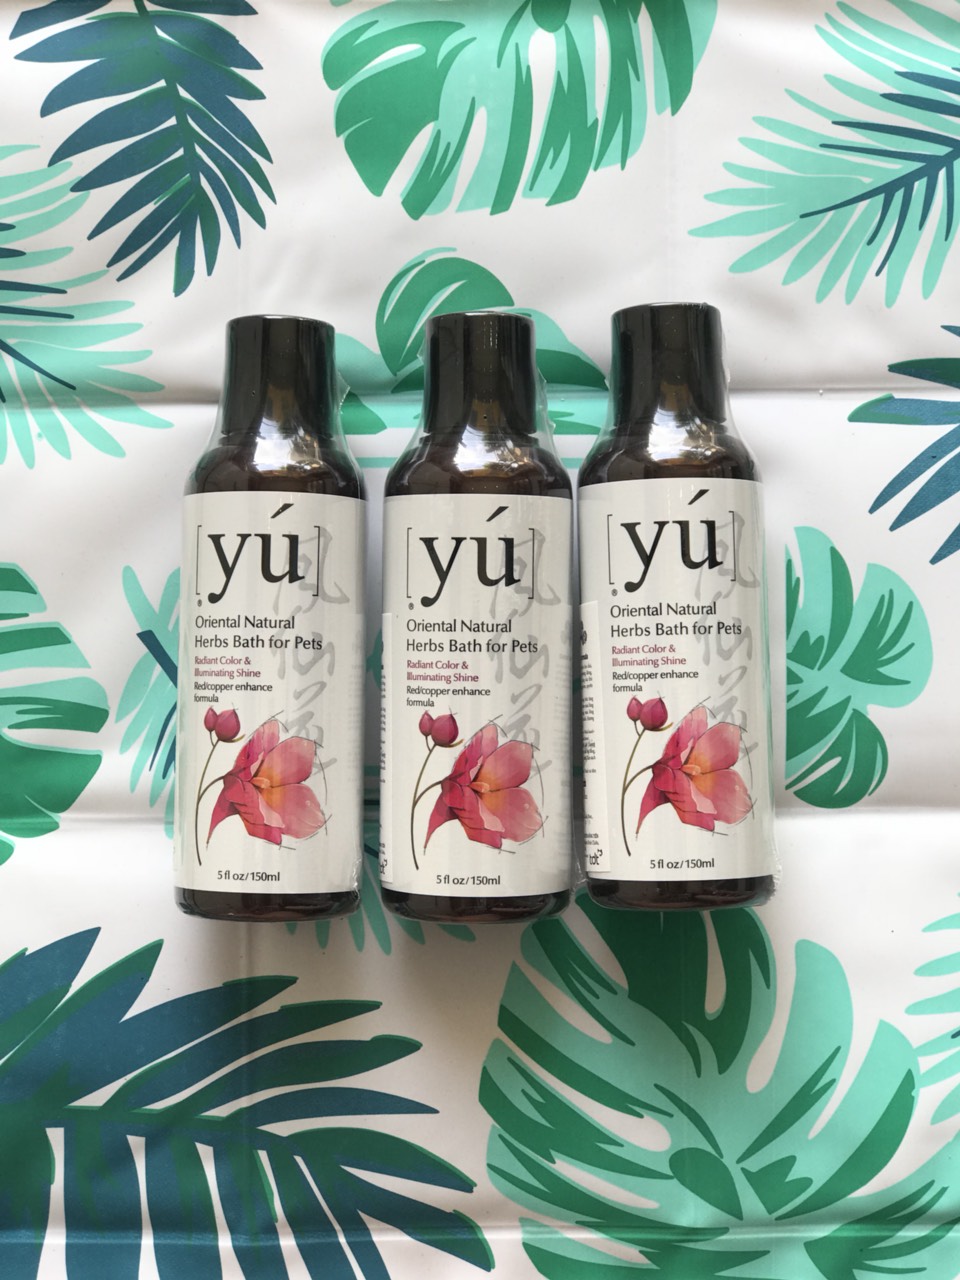 [yú]
®
風仙花
Oriental Natural
Herbs Bath for Pets
Radiant Color &
Illuminating Shine
Red/copper enhance
formula
5 fl oz/150ml
[yú]
®
Oriental Natural
Herbs Bath for Pets
Radiant Color &
Illuminating Shine
Red/copper enhance
formula
5 fl oz/150ml
[yú]
®
Oriental Natural
Herbs Bath for Pets
Radiant Color &
Illuminating Shine
Red/copper enhance
formula
5 fl oz/150ml